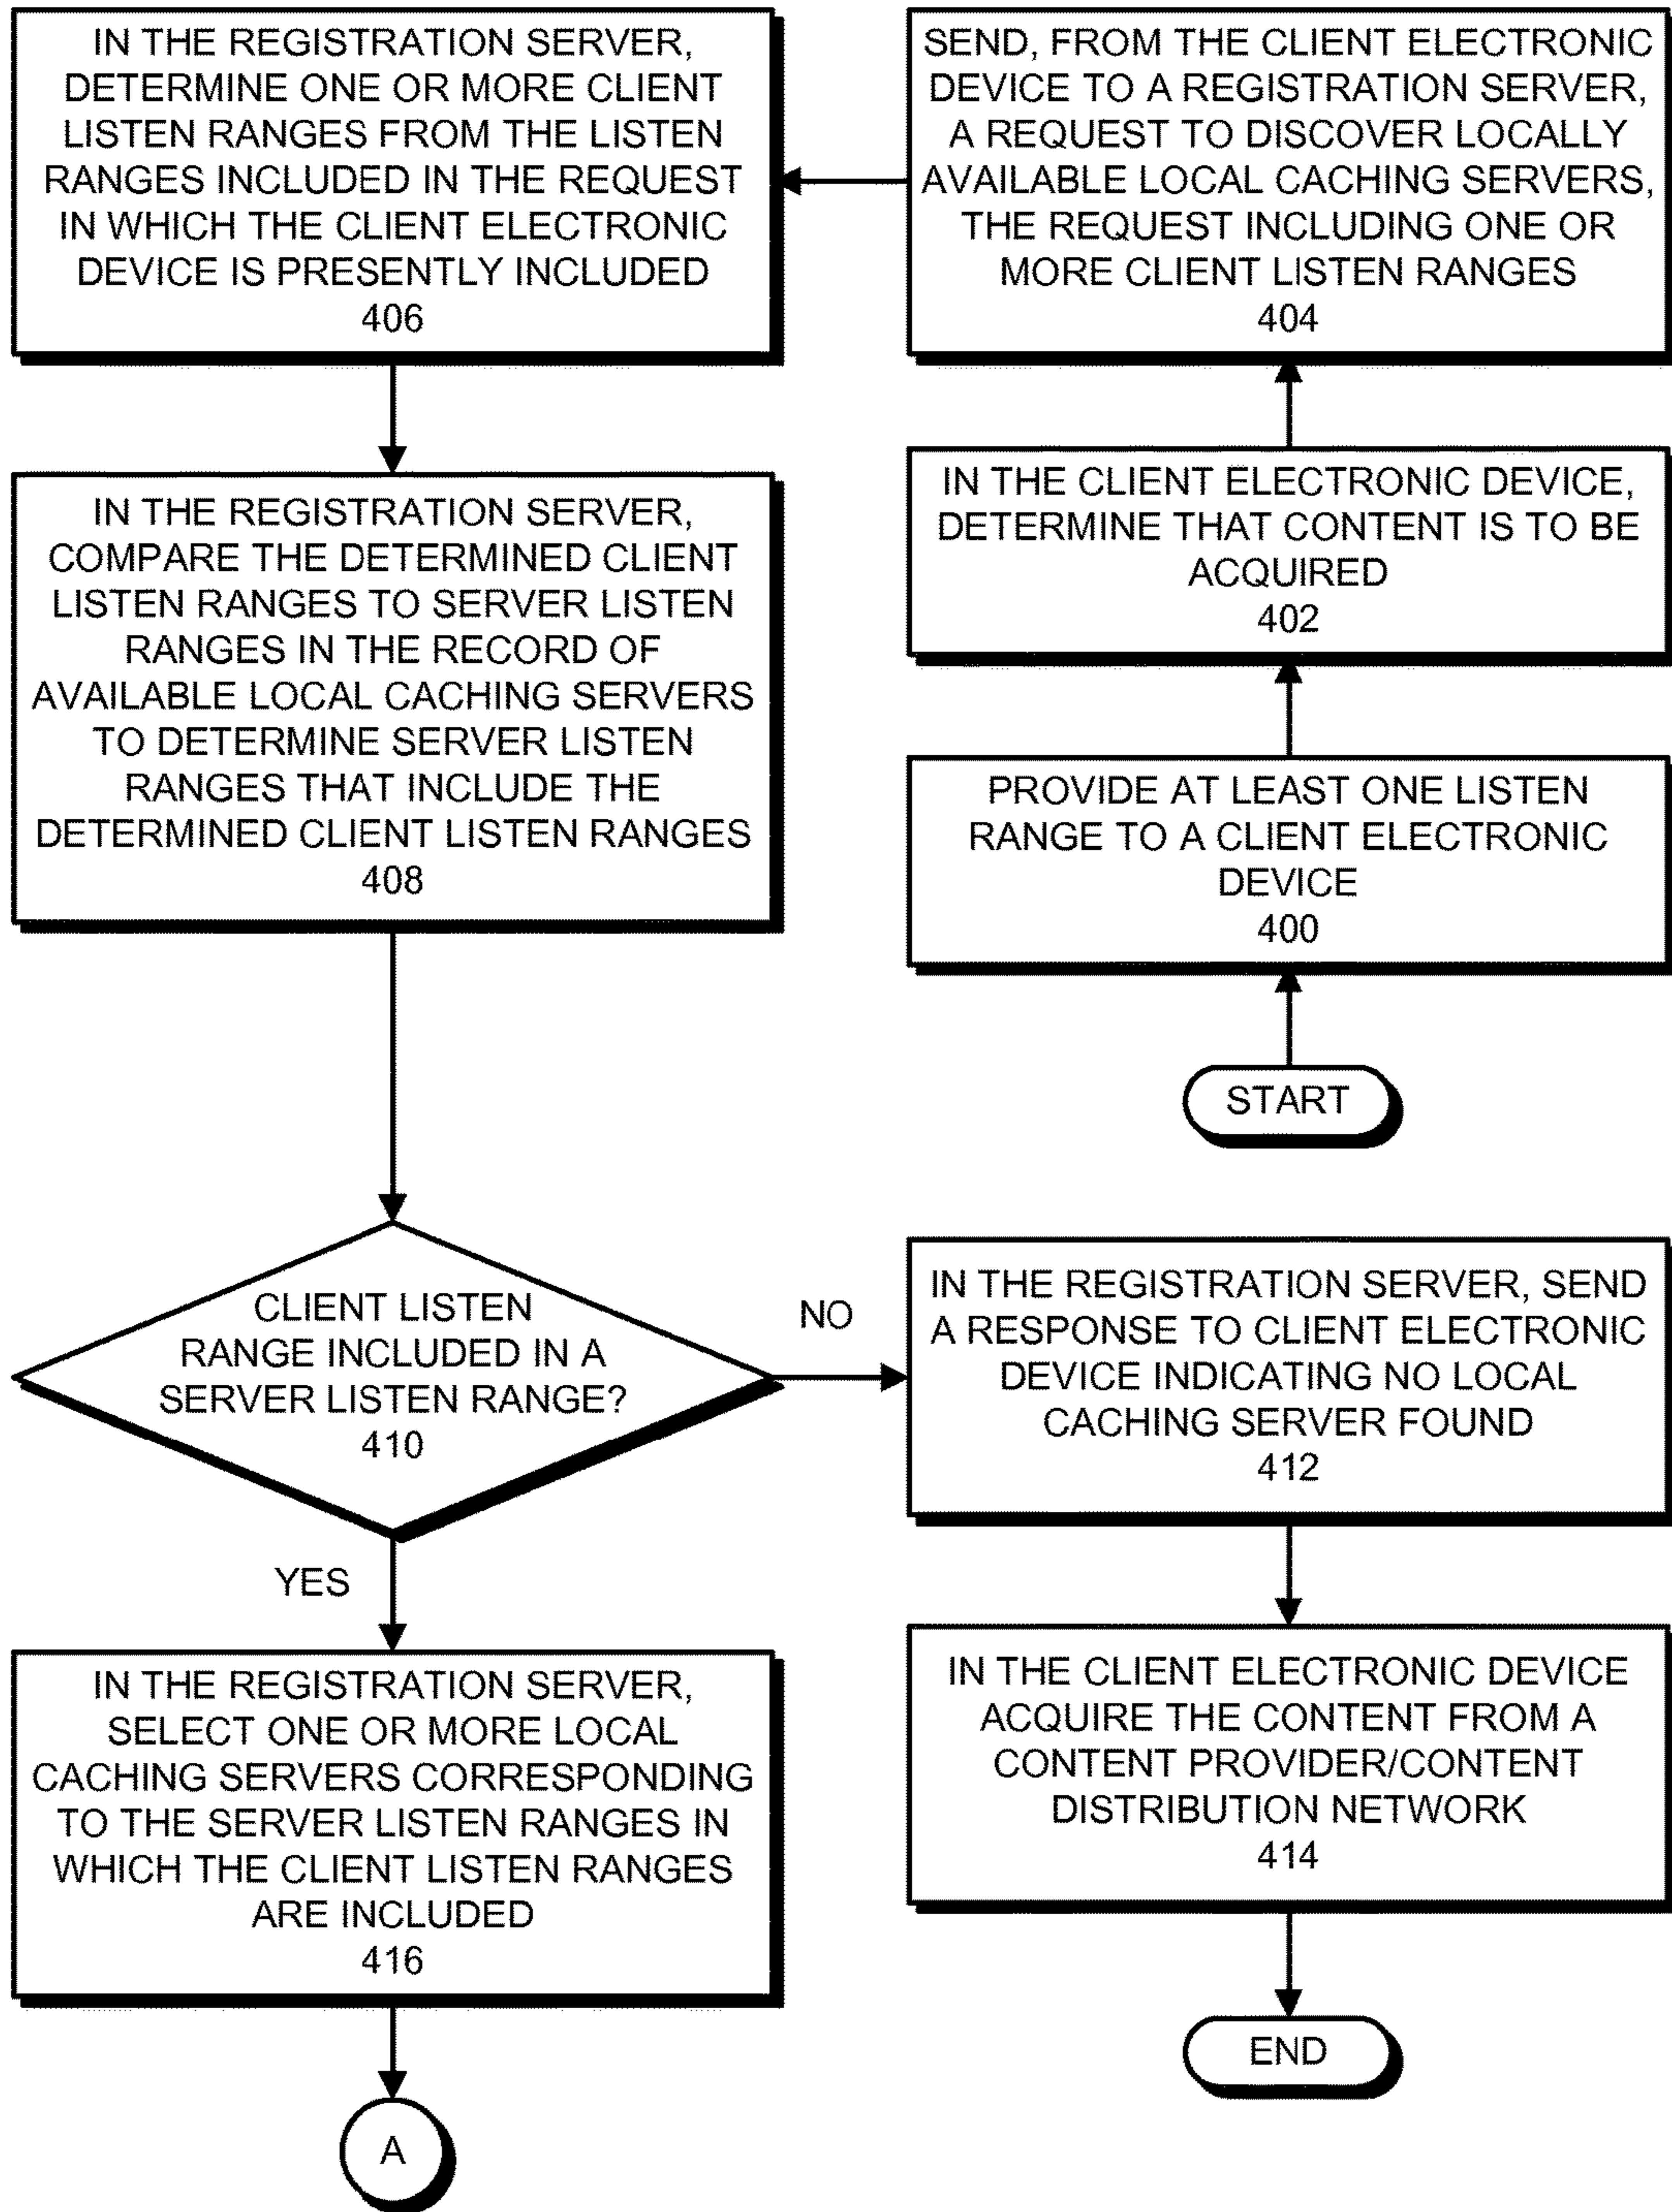 IN THE REGISTRATION SERVER,
DETERMINE ONE OR MORE CLIENT
LISTEN RANGES FROM THE LISTEN
RANGES INCLUDED IN THE REQUEST
IN WHICH THE CLIENT ELECTRONIC
DEVICE IS PRESENTLY INCLUDED
406
SEND, FROM THE CLIENT ELECTRONIC
DEVICE TO A REGISTRATION SERVER,
A REQUEST TO DISCOVER LOCALLY
AVAILABLE LOCAL CACHING SERVERS,
THE REQUEST INCLUDING ONE OR
MORE CLIENT LISTEN RANGES
404
IN THE REGISTRATION SERVER,
COMPARE THE DETERMINED CLIENT
LISTEN RANGES TO SERVER LISTEN
RANGES IN THE RECORD OF
AVAILABLE LOCAL CACHING SERVERS
TO DETERMINE SERVER LISTEN
RANGES THAT INCLUDE THE
DETERMINED CLIENT LISTEN RANGES
408
IN THE CLIENT ELECTRONIC DEVICE,
DETERMINE THAT CONTENT IS TO BE
ACQUIRED
402
PROVIDE AT LEAST ONE LISTEN
RANGE TO A CLIENT ELECTRONIC
DEVICE
400
START
CLIENT LISTEN
RANGE INCLUDED IN A
SERVER LISTEN RANGE?
410
NO
IN THE REGISTRATION SERVER, SEND
A RESPONSE TO CLIENT ELECTRONIC
DEVICE INDICATING NO LOCAL
CACHING SERVER FOUND
412
YES
IN THE REGISTRATION SERVER,
SELECT ONE OR MORE LOCAL
CACHING SERVERS CORRESPONDING
TO THE SERVER LISTEN RANGES IN
WHICH THE CLIENT LISTEN RANGES
ARE INCLUDED
416
IN THE CLIENT ELECTRONIC DEVICE
ACQUIRE THE CONTENT FROM A
CONTENT PROVIDER/CONTENT
DISTRIBUTION NETWORK
414
END
A